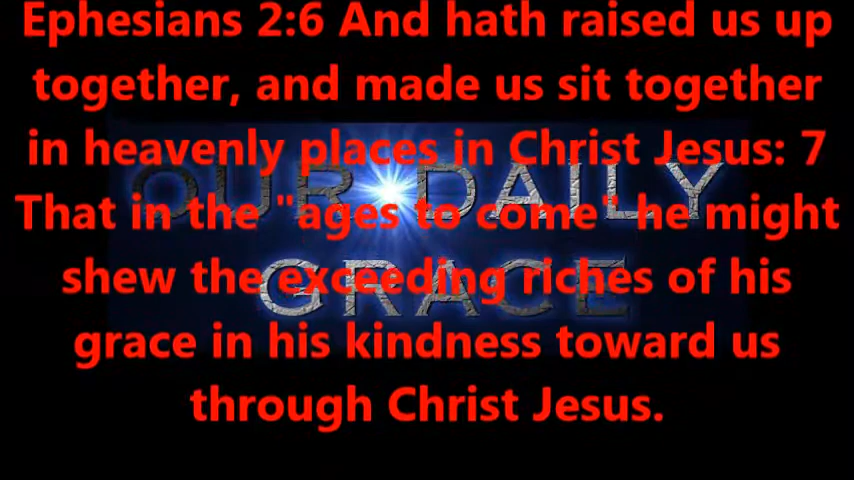 Ephesians 2:6 And hath raised us up
together, and made us sit together
in heavenly places in Christ Jesus: 7
That in the "ages to come" he might
shew the exceeding riches of his
grace in his kindness toward us
through Christ Jesus.
OUR DAILY
GRACE